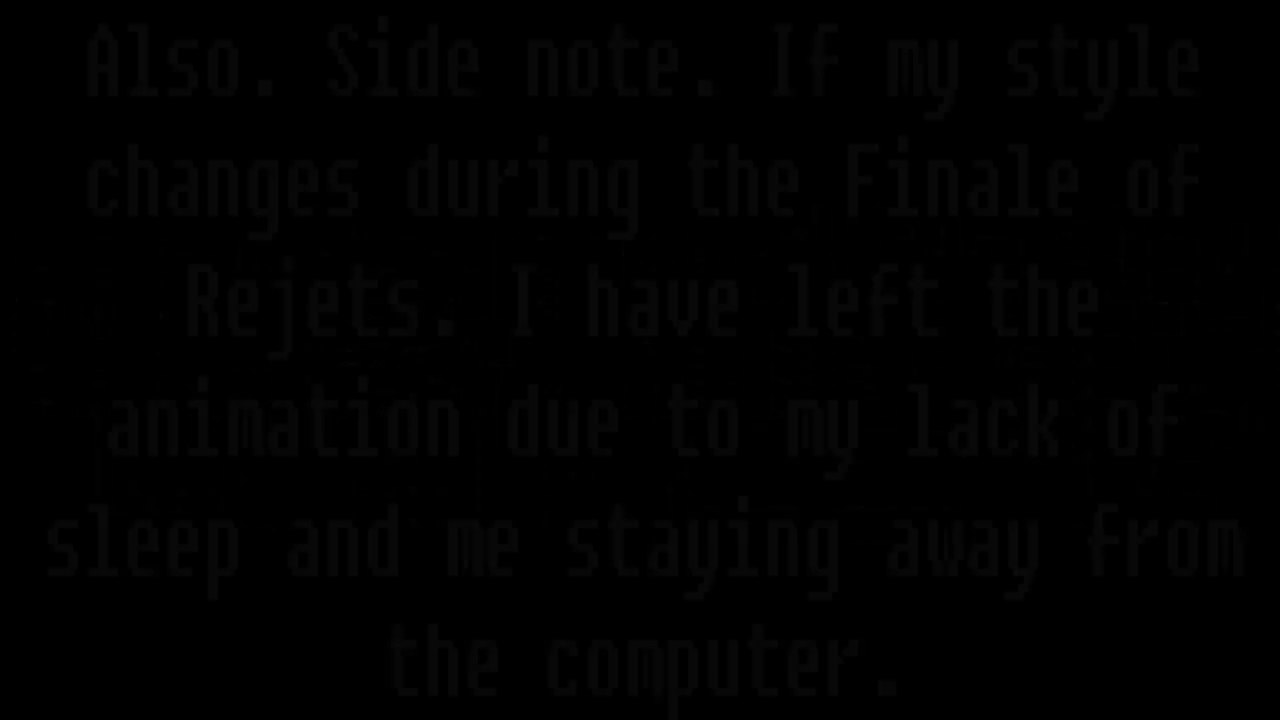 Also. Side note. If my style
changes during the Finale of
Rejets. I have left the
animation due to my lack of
sleep and me staying away from
the computer.